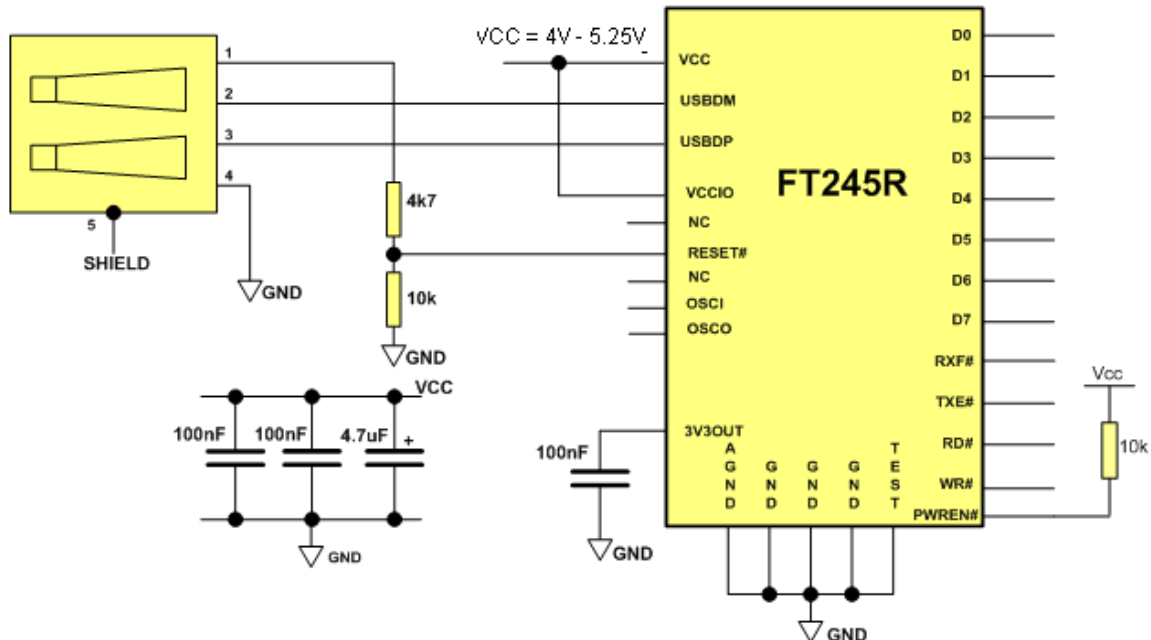 VCC = 4V - 5.25V
1
2
3
4
5
SHIELD
GND
4k7
10k
GND
VCC
100nF
100nF
4.7uF
+
GND
100nF
GND
FT245R
VCC
USBDM
USBDP
VCCIO
NC
RESET#
NC
OSCI
OSCO
3V3OUT
AGND
GND
GND
GND
TEST
D0
D1
D2
D3
D4
D5
D6
D7
RXF#
TXE#
RD#
WR#
PWREN#
Vcc
10k
GND